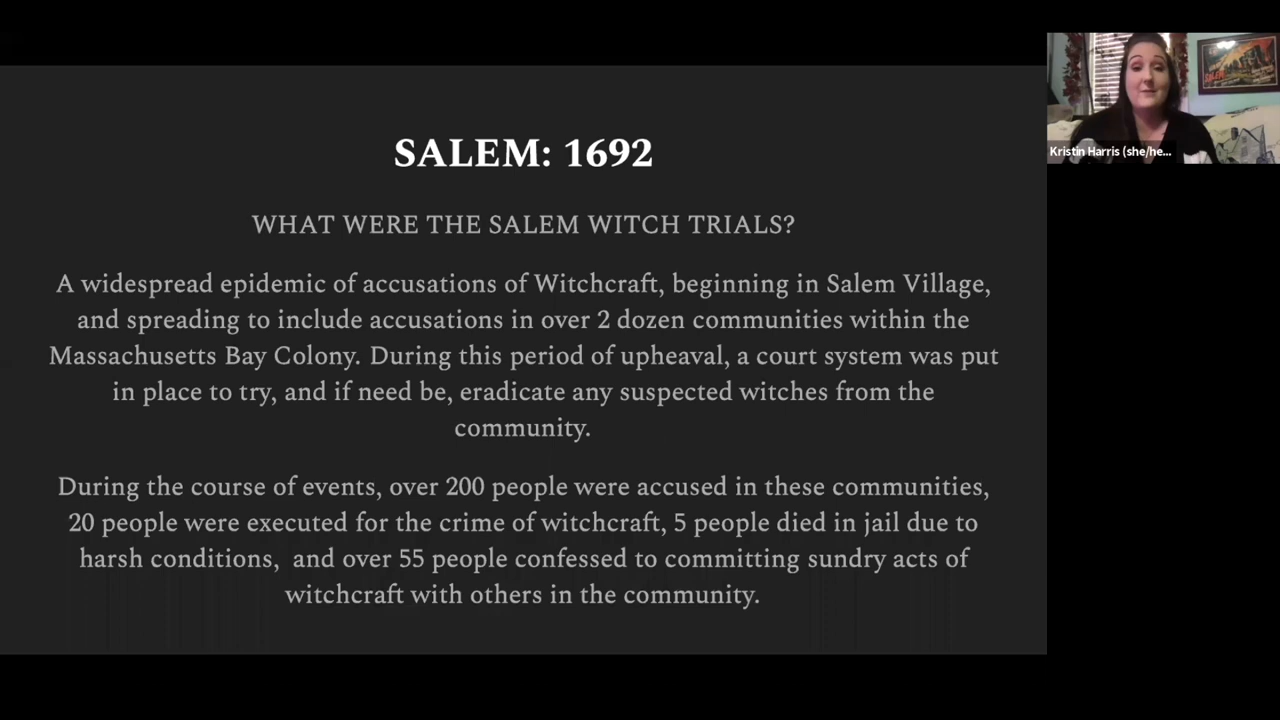 SALEM: 1692
WHAT WERE THE SALEM WITCH TRIALS?
A widespread epidemic of accusations of Witchcraft, beginning in Salem Village,
and spreading to include accusations in over 2 dozen communities within the
Massachusetts Bay Colony. During this period of upheaval, a court system was put
in place to try, and if need be, eradicate any suspected witches from the
community.
During the course of events, over 200 people were accused in these communities,
20 people were executed for the crime of witchcraft, 5 people died in jail due to
harsh conditions,  and over 55 people confessed to committing sundry acts of
witchcraft with others in the community.
SALEM
Kristin Harris (she/he...